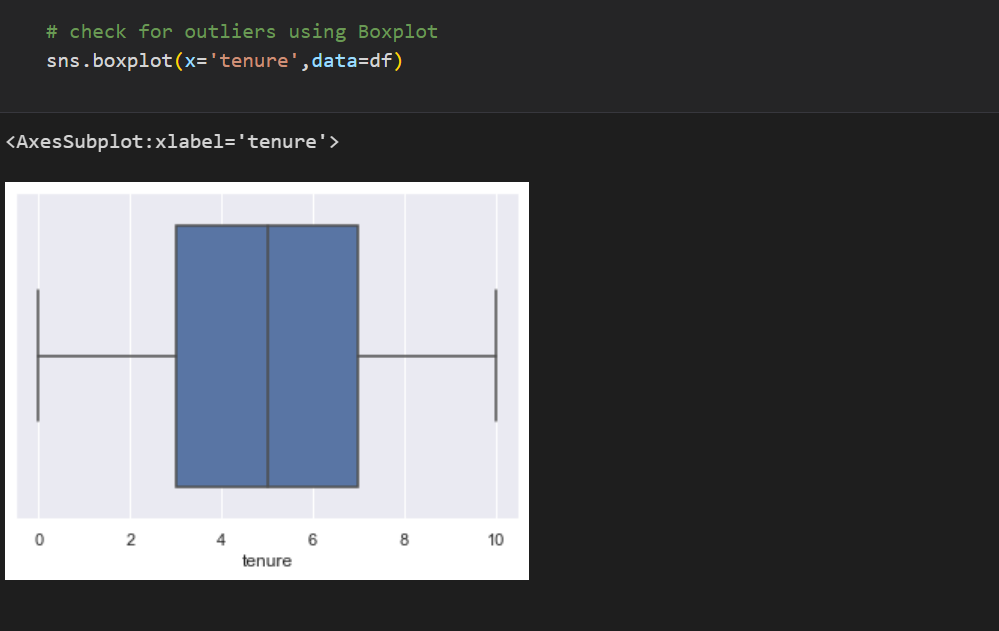 # check for outliers using Boxplot
sns.boxplot(x='tenure',data=df)
<AxesSubplot:xlabel='tenure'>
0 2 4 6 8 10
tenure